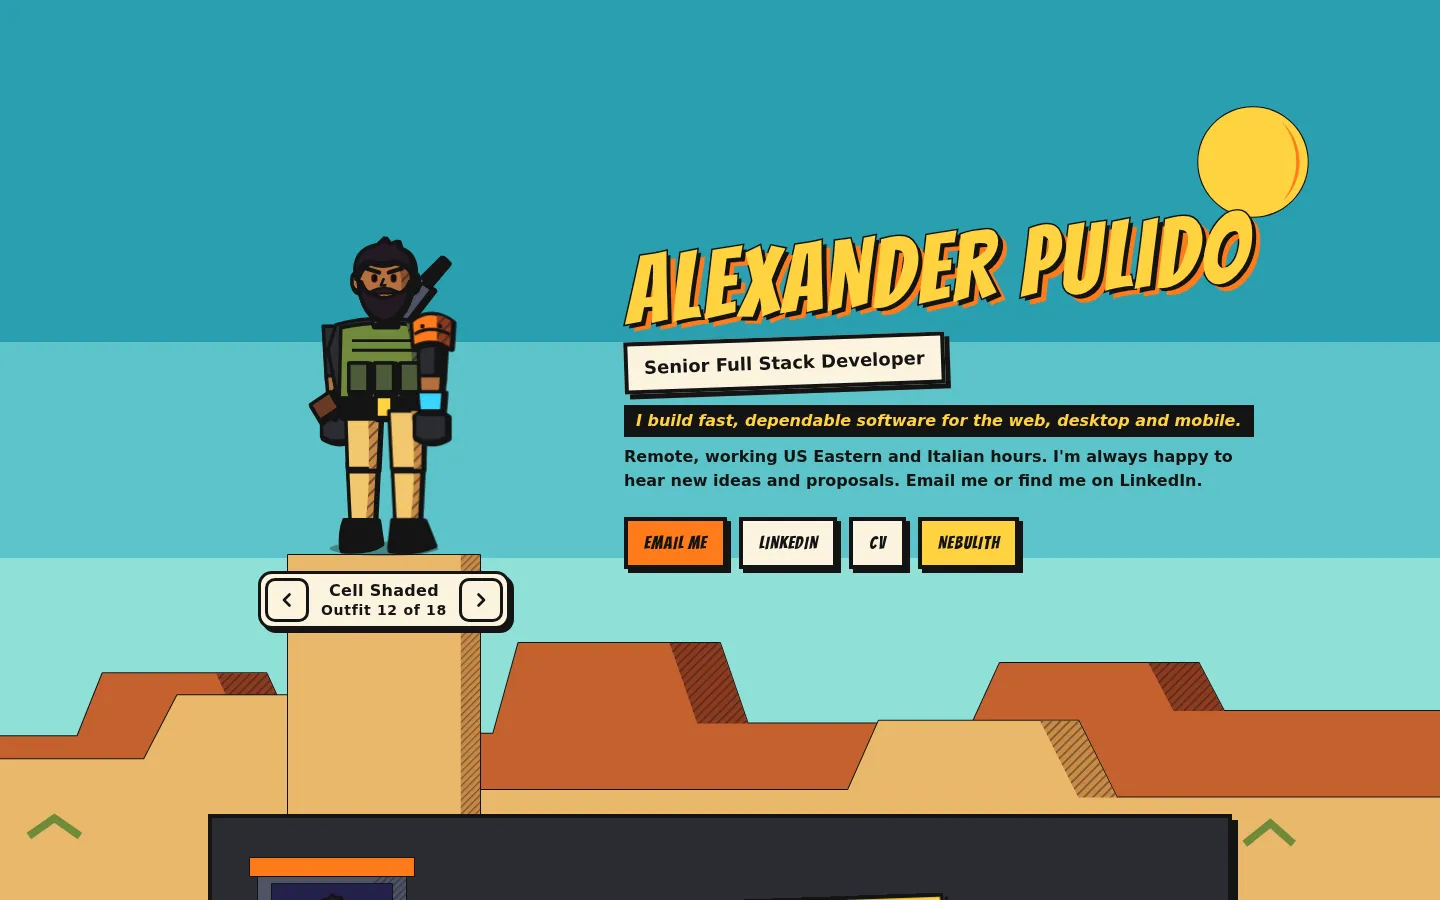 ALEXANDER PULIDO
Senior Full Stack Developer
I build fast, dependable software for the web, desktop and mobile.
Remote, working US Eastern and Italian hours. I'm always happy to
hear new ideas and proposals. Email me or find me on LinkedIn.
EMAIL ME
LINKEDIN
CV
NEBULITH
Cell Shaded
Outfit 12 of 18